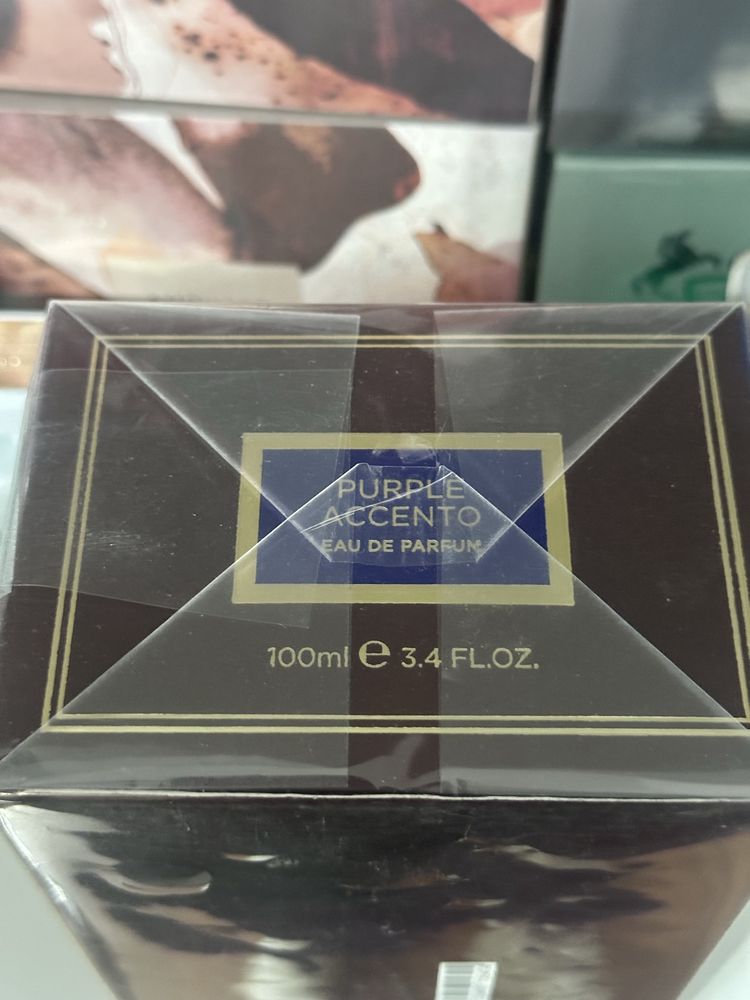 PURPLE
ACCENTO
EAU DE PARFUM
100ml ℮ 3.4 FL.OZ.